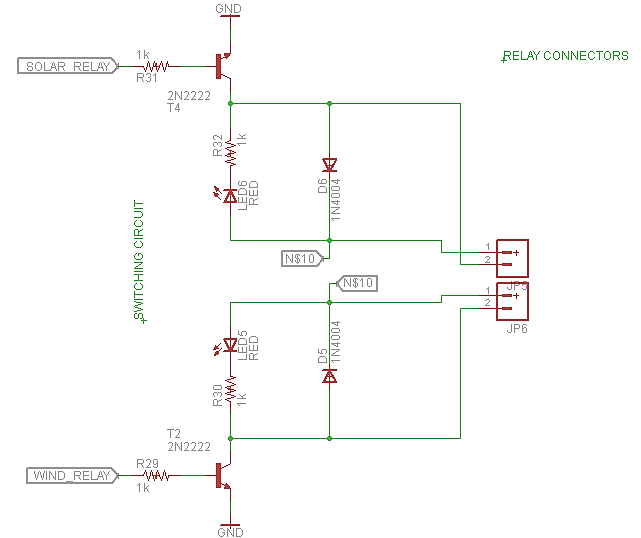 GND
RELAY CONNECTORS
1k
SOLAR_RELAY
R31
2N2222
T4
R32
1k
D6
1N4004
LED6
RED
SWITCHING CIRCUIT
1
2
N$10
N$10
JP5
1
2
JP6
LED5
RED
D5
1N4004
R30
1k
T2
2N2222
R29
WIND_RELAY
1k
GND